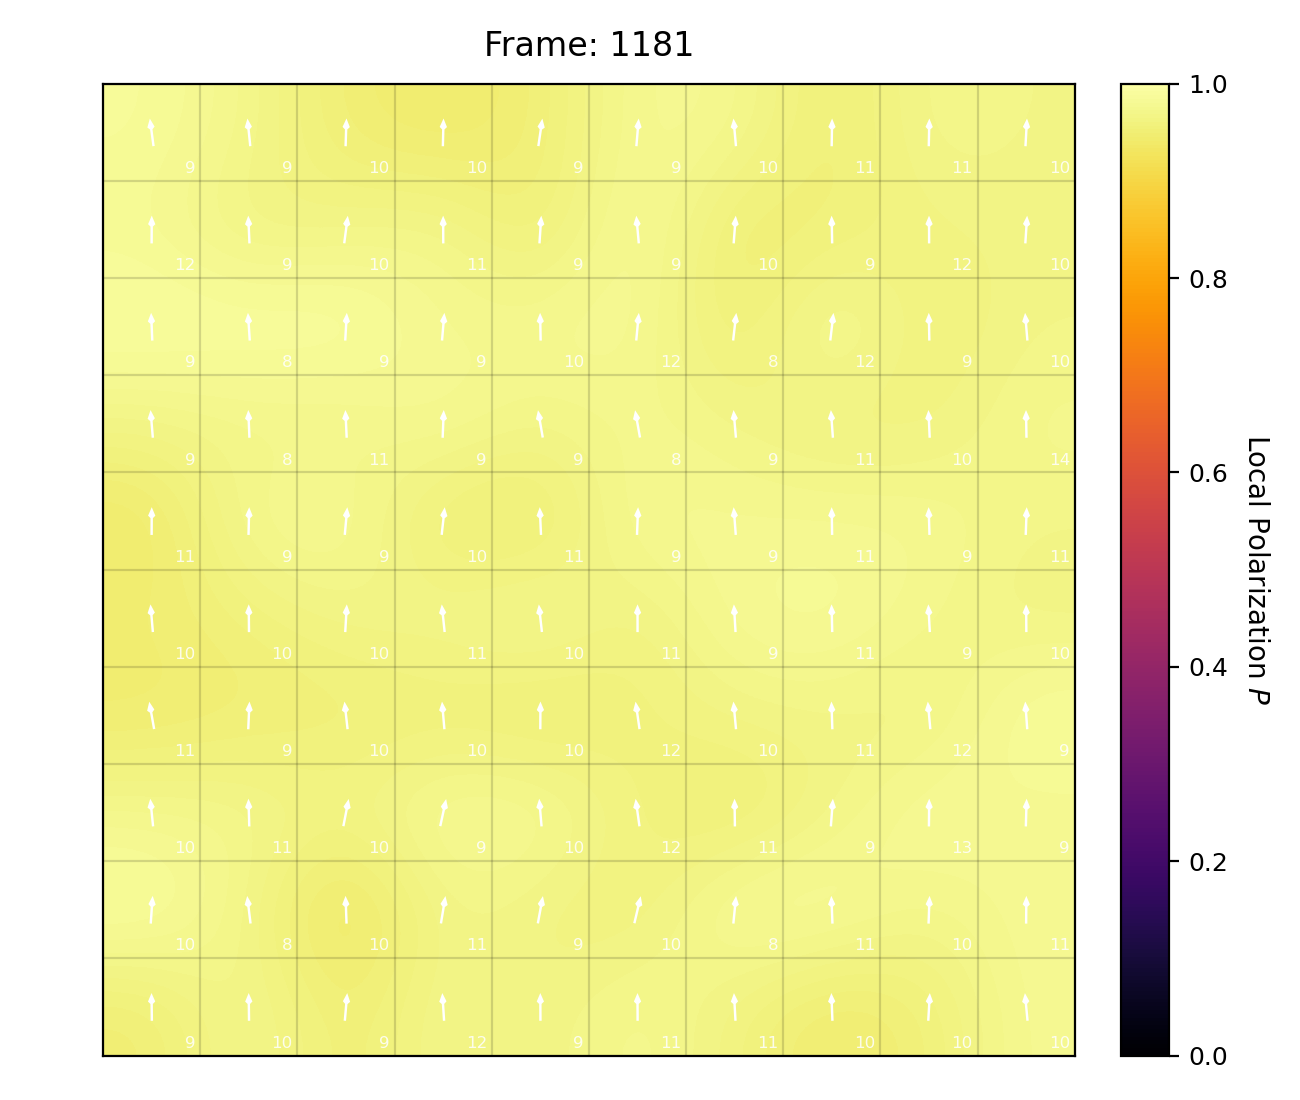 Frame: 1181
9 9 10 10 9 9 10 11 11 10
12 9 10 11 9 9 10 9 12 10
9 8 9 9 10 12 8 12 9 10
9 8 11 9 9 8 9 11 10 14
11 9 9 10 11 9 9 11 9 11
10 10 10 11 10 11 9 11 9 10
11 9 10 10 10 12 10 11 12 9
10 11 10 9 10 12 11 9 13 9
10 8 10 11 9 10 8 11 10 11
9 10 9 12 9 11 11 10 10 10
1.0
0.8
0.6
0.4
0.2
0.0
Local Polarization P